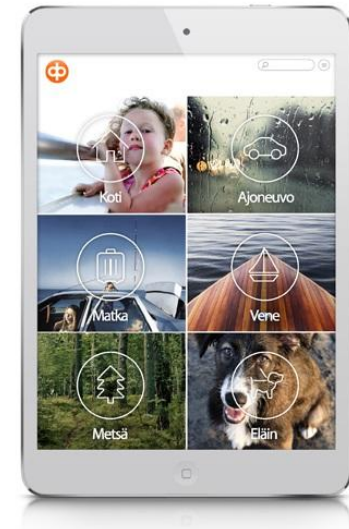 Koti
Ajoneuvo
Matka
Vene
Metsä
Eläin